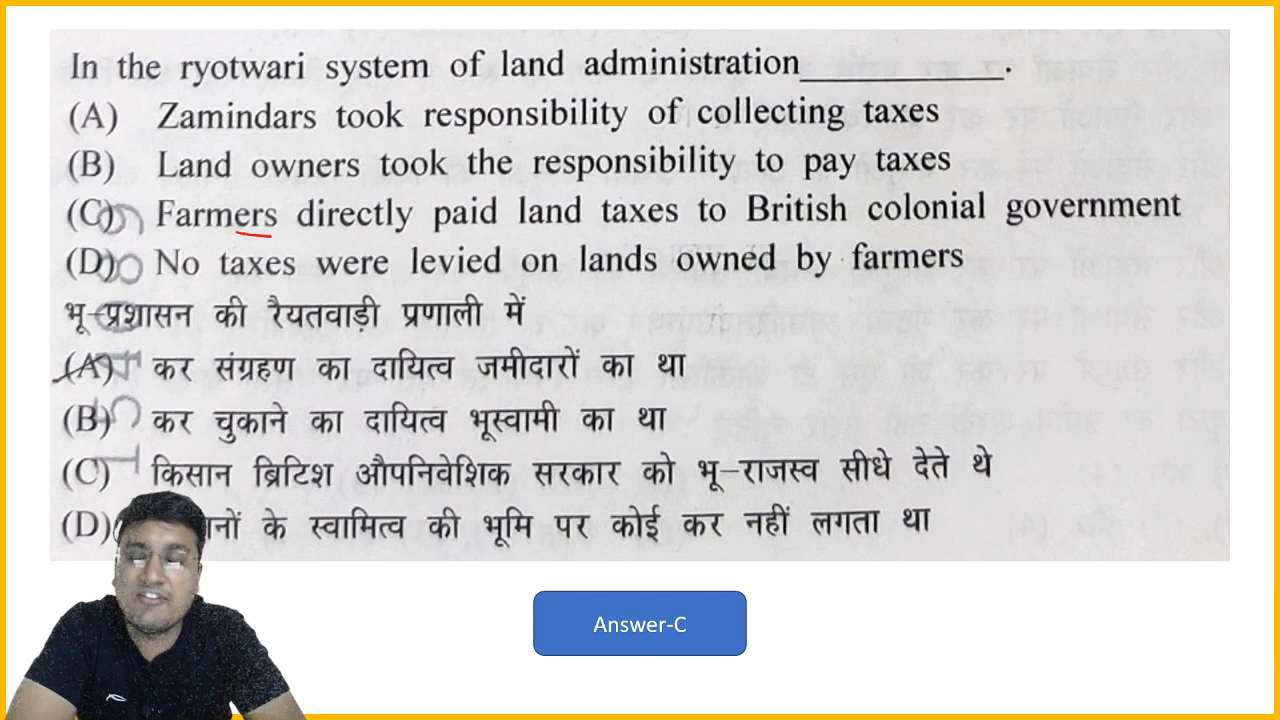 In the ryotwari system of land administration__________.
(A) Zamindars took responsibility of collecting taxes
(B) Land owners took the responsibility to pay taxes
(C) Farmers directly paid land taxes to British colonial government
(D) No taxes were levied on lands owned by farmers
भू-प्रशासन की रैयतवाड़ी प्रणाली में
(A) कर संग्रहण का दायित्व जमीदारों का था
(B) कर चुकाने का दायित्व भूस्वामी का था
(C) किसान ब्रिटिश औपनिवेशिक सरकार को भू-राजस्व सीधे देते थे
(D) के स्वामित्व की भूमि पर कोई कर नहीं लगता था
Answer-C